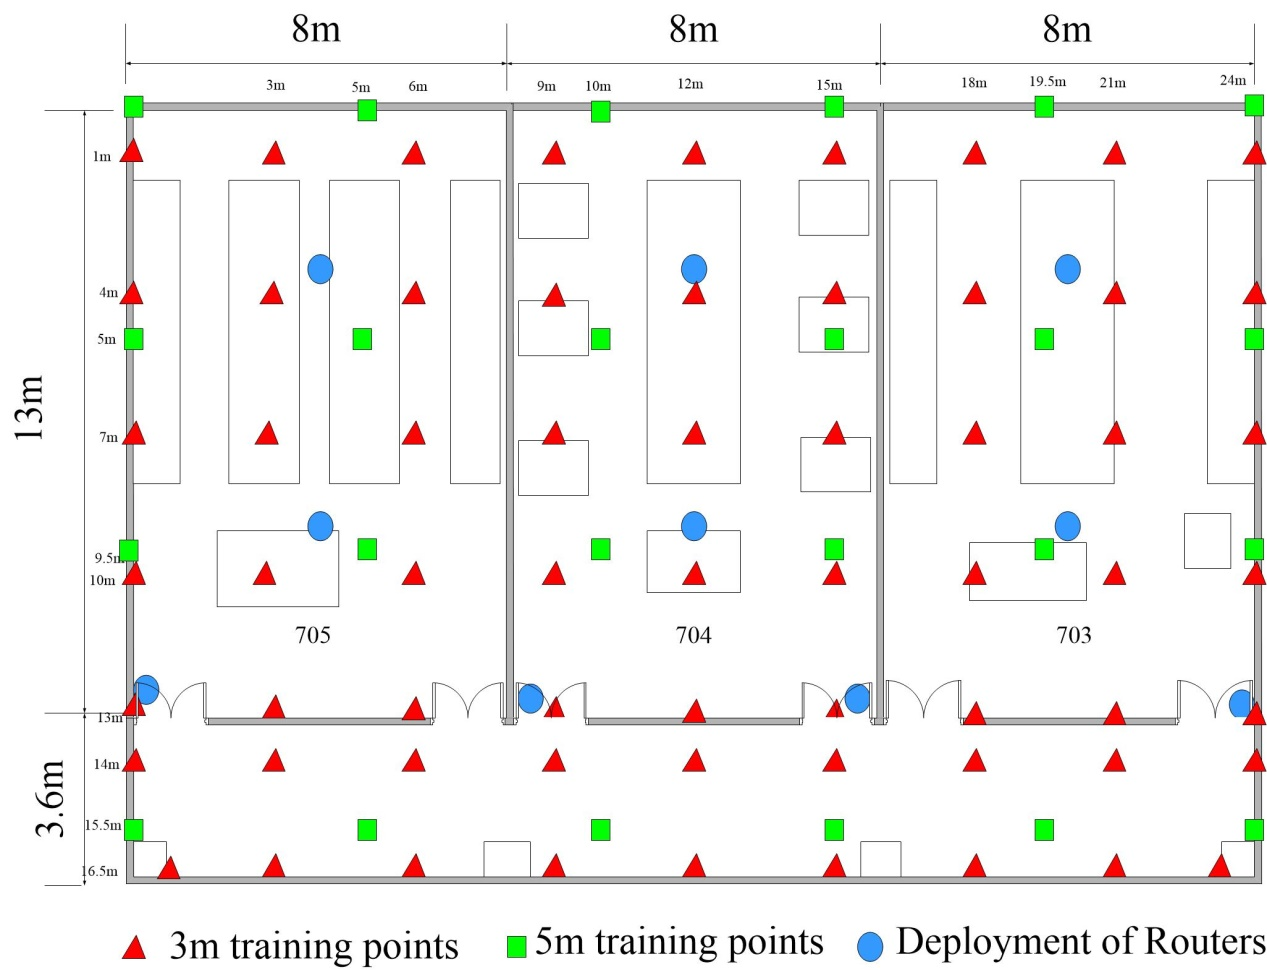 8m 8m 8m
3m 5m 6m 9m 10m 12m 15m 18m 19.5m 21m 24m
1m
4m
5m
13m
7m
9.5m
10m
705 704 703
13m
14m
3.6m
15.5m
16.5m
3m training points 5m training points Deployment of Routers